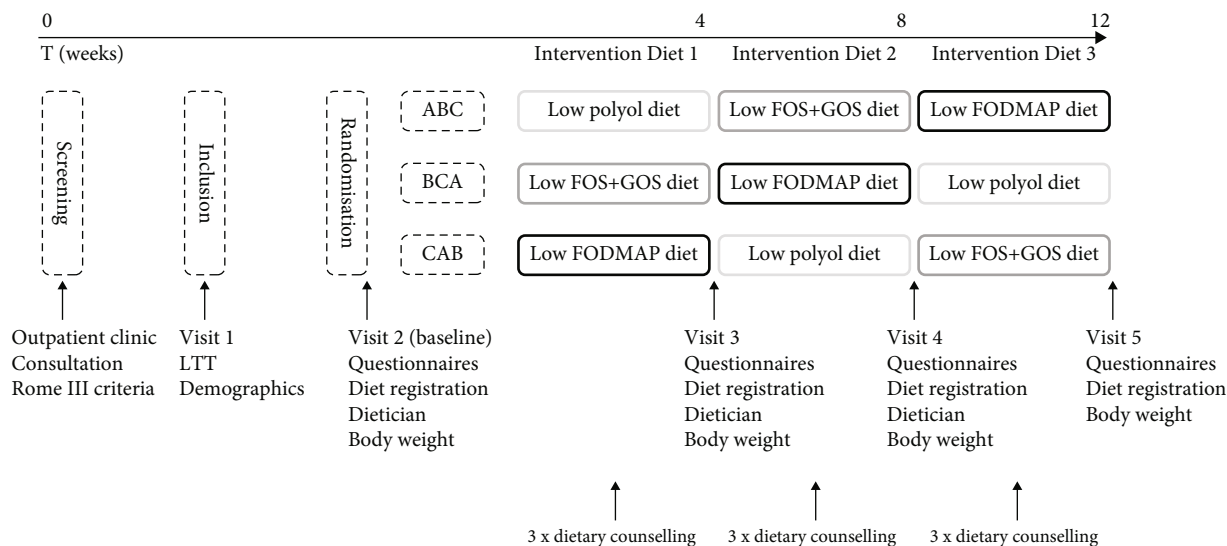 0
4
8
12
T (weeks)
Intervention Diet 1
Intervention Diet 2
Intervention Diet 3
Screening
Inclusion
Randomisation
ABC
Low polyol diet
Low FOS+GOS diet
Low FODMAP diet
BCA
Low FOS+GOS diet
Low FODMAP diet
Low polyol diet
CAB
Low FODMAP diet
Low polyol diet
Low FOS+GOS diet
Outpatient clinic
Consultation
Rome III criteria
Visit 1
LTT
Demographics
Visit 2 (baseline)
Questionnaires
Diet registration
Dietician
Body weight
Visit 3
Questionnaires
Diet registration
Dietician
Body weight
Visit 4
Questionnaires
Diet registration
Dietician
Body weight
Visit 5
Questionnaires
Diet registration
Body weight
3 x dietary counselling
3 x dietary counselling
3 x dietary counselling